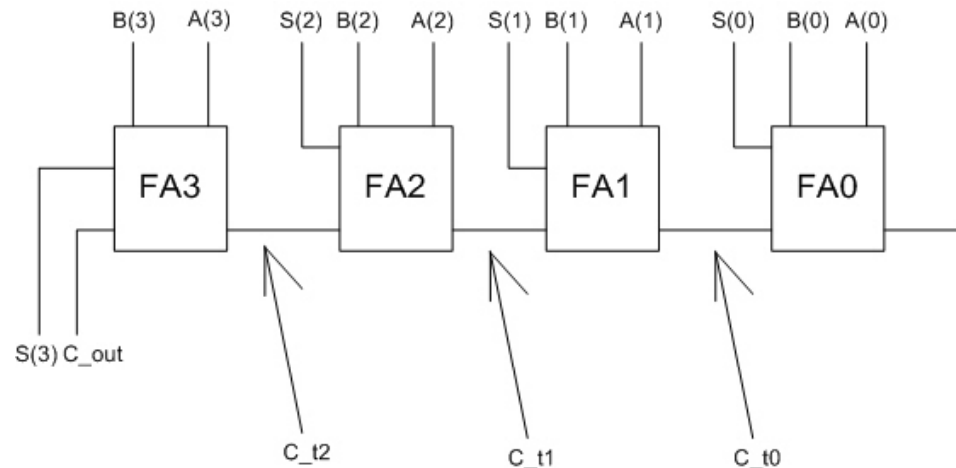 B(3) A(3) S(2) B(2) A(2) S(1) B(1) A(1) S(0) B(0) A(0)
FA3 FA2 FA1 FA0
S(3) C_out
C_t2 C_t1 C_t0